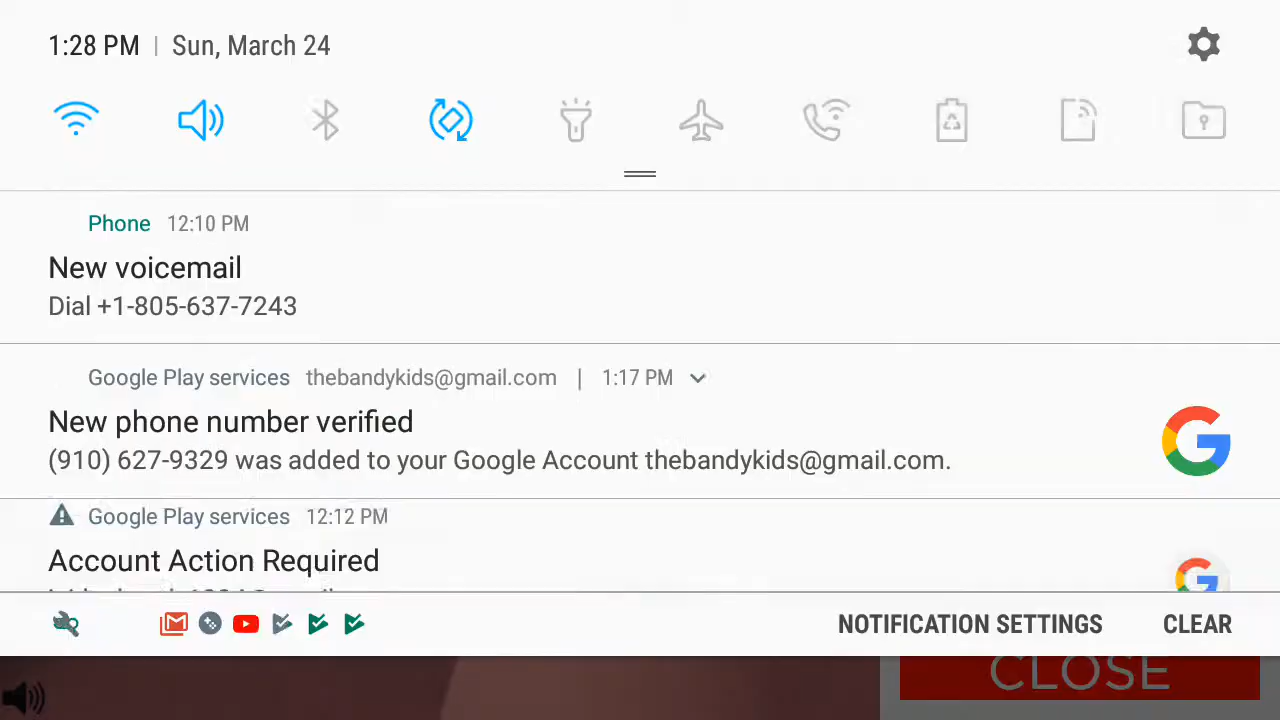 1:28 PM | Sun, March 24
Phone 12:10 PM
New voicemail
Dial +1-805-637-7243
Google Play services thebandykids@gmail.com | 1:17 PM
New phone number verified
(910) 627-9329 was added to your Google Account thebandykids@gmail.com.
Google Play services 12:12 PM
Account Action Required
NOTIFICATION SETTINGS CLEAR
CLOSE